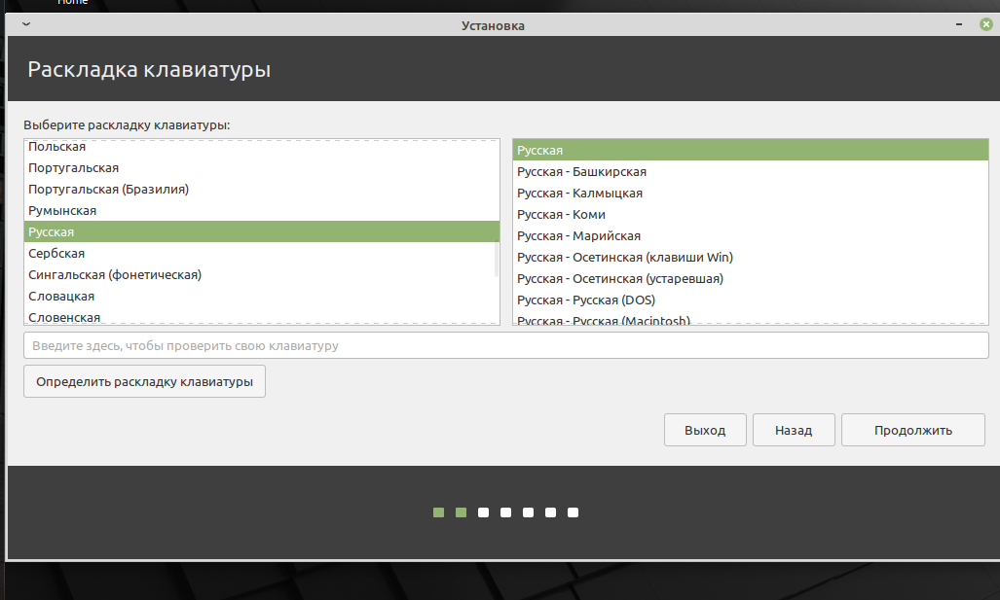 Home
Установка
Раскладка клавиатуры
Выберите раскладку клавиатуры:
Польская
Португальская
Португальская (Бразилия)
Румынская
Русская
Сербская
Сингальская (фонетическая)
Словацкая
Словенская
Русская
Русская - Башкирская
Русская - Калмыцкая
Русская - Коми
Русская - Марийская
Русская - Осетинская (клавиши Win)
Русская - Осетинская (устаревшая)
Русская - Русская (DOS)
Русская - Русская (Macintosh)
Введите здесь, чтобы проверить свою клавиатуру
Определить раскладку клавиатуры
Выход
Назад
Продолжить